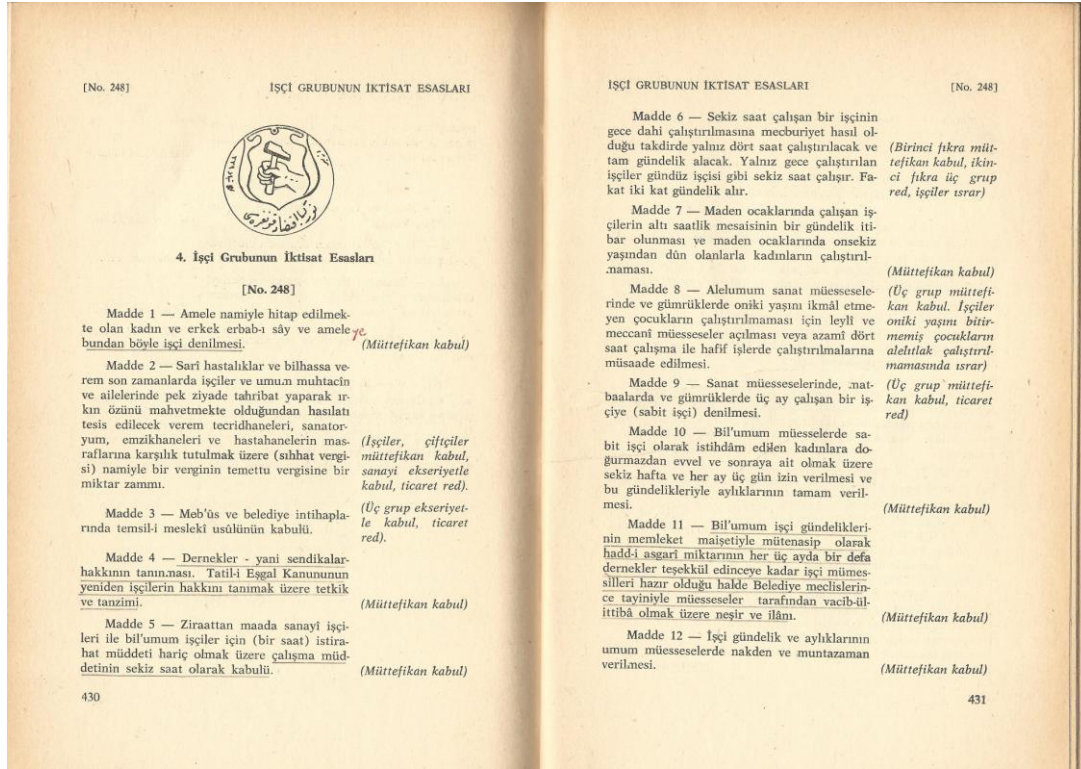 [No. 248]
İŞÇİ GRUBUNUN İKTİSAT ESASLARI
4. İşçi Grubunun İktisat Esasları
[No. 248]
Madde 1 — Amele namiyle hitap edilmek-
te olan kadın ve erkek erbab-ı sây ve amele ye
bundan böyle işçi denilmesi.
(Müttefikan kabul)
Madde 2 — Sarî hastalıklar ve bilhassa ve-
rem son zamanlarda işçiler ve umum muhtacîn
ve ailelerinde pek ziyade tahribat yaparak ır-
kın özünü mahvetmekte olduğundan hasılatı
tesis edilecek verem tecridhaneleri, sanator-
yum, emzikhaneleri ve hastahanelerin mas-
raflarına karşılık tutulmak üzere (sıhhat vergi-
si) namiyle bir verginin temettu vergisine bir
miktar zammı.
(İşçiler, çiftçiler
müttefikan kabul,
sanayi ekseriyetle
kabul, ticaret red).
Madde 3 — Meb'ûs ve belediye intihapla-
rında temsil-i meslekî usûlünün kabulü.
(Üç grup ekseriyet-
le kabul, ticaret
red).
Madde 4 — Dernekler - yani sendikalar-
hakkının tanınması. Tatil-i Eşgal Kanununun
yeniden işçilerin hakkını tanımak üzere tetkik
ve tanzimi.
(Müttefikan kabul)
Madde 5 — Ziraattan maada sanayî işçi-
leri ile bil'umum işçiler için (bir saat) istira-
hat müddeti hariç olmak üzere çalışma müd-
detinin sekiz saat olarak kabulü.
(Müttefikan kabul)
430
İŞÇİ GRUBUNUN İKTİSAT ESASLARI
[No. 248]
Madde 6 — Sekiz saat çalışan bir işçinin
gece dahi çalıştırılmasına mecburiyet hasıl ol-
duğu takdirde yalnız dört saat çalıştırılacak ve
tam gündelik alacak. Yalnız gece çalıştırılan
işçiler gündüz işçisi gibi sekiz saat çalışır. Fa-
kat iki kat gündelik alır.
(Birinci fıkra müt-
tefikan kabul, ikin-
ci fıkra üç grup
red, işçiler ısrar)
Madde 7 — Maden ocaklarında çalışan iş-
çilerin altı saatlik mesaisinin bir gündelik iti-
bar olunması ve maden ocaklarında onsekiz
yaşından dûn olanlarla kadınların çalıştırıl-
maması.
(Müttefikan kabul)
Madde 8 — Alelumum sanat müessesele-
rinde ve gümrüklerde oniki yaşını ikmâl etme-
yen çocukların çalıştırılmaması için leylî ve
meccanî müesseseler açılması veya azamî dört
saat çalışma ile hafif işlerde çalıştırılmalarına
müsaade edilmesi.
(Üç grup müttefi-
kan kabul. İşçiler
oniki yaşını bitir-
memiş çocukların
alelıtlak çalıştırıl-
mamasında ısrar)
Madde 9 — Sanat müesseselerinde, mat-
baalarda ve gümrüklerde üç ay çalışan bir iş-
çiye (sabit işçi) denilmesi.
(Üç grup müttefi-
kan kabul, ticaret
red)
Madde 10 — Bil'umum müesselerde sa-
bit işçi olarak istihdâm edilen kadınlara do-
ğurmazdan evvel ve sonraya ait olmak üzere
sekiz hafta ve her ay üç gün izin verilmesi ve
bu gündelikleriyle aylıklarının tamam veril-
mesi.
(Müttefikan kabul)
Madde 11 — Bil'umum işçi gündelikleri-
nin memleket maişetiyle mütenasip olarak
hadd-i asgarî miktarının her üç ayda bir defa
dernekler teşekkül edinceye kadar işçi mümes-
silleri hazır olduğu halde Belediye meclislerin-
ce tayiniyle müesseseler tarafından vacib-ül-
ittibâ olmak üzere neşir ve ilânı.
(Müttefikan kabul)
Madde 12 — İşçi gündelik ve aylıklarının
umum müesseselerde nakden ve muntazaman
verilmesi.
(Müttefikan kabul)
431